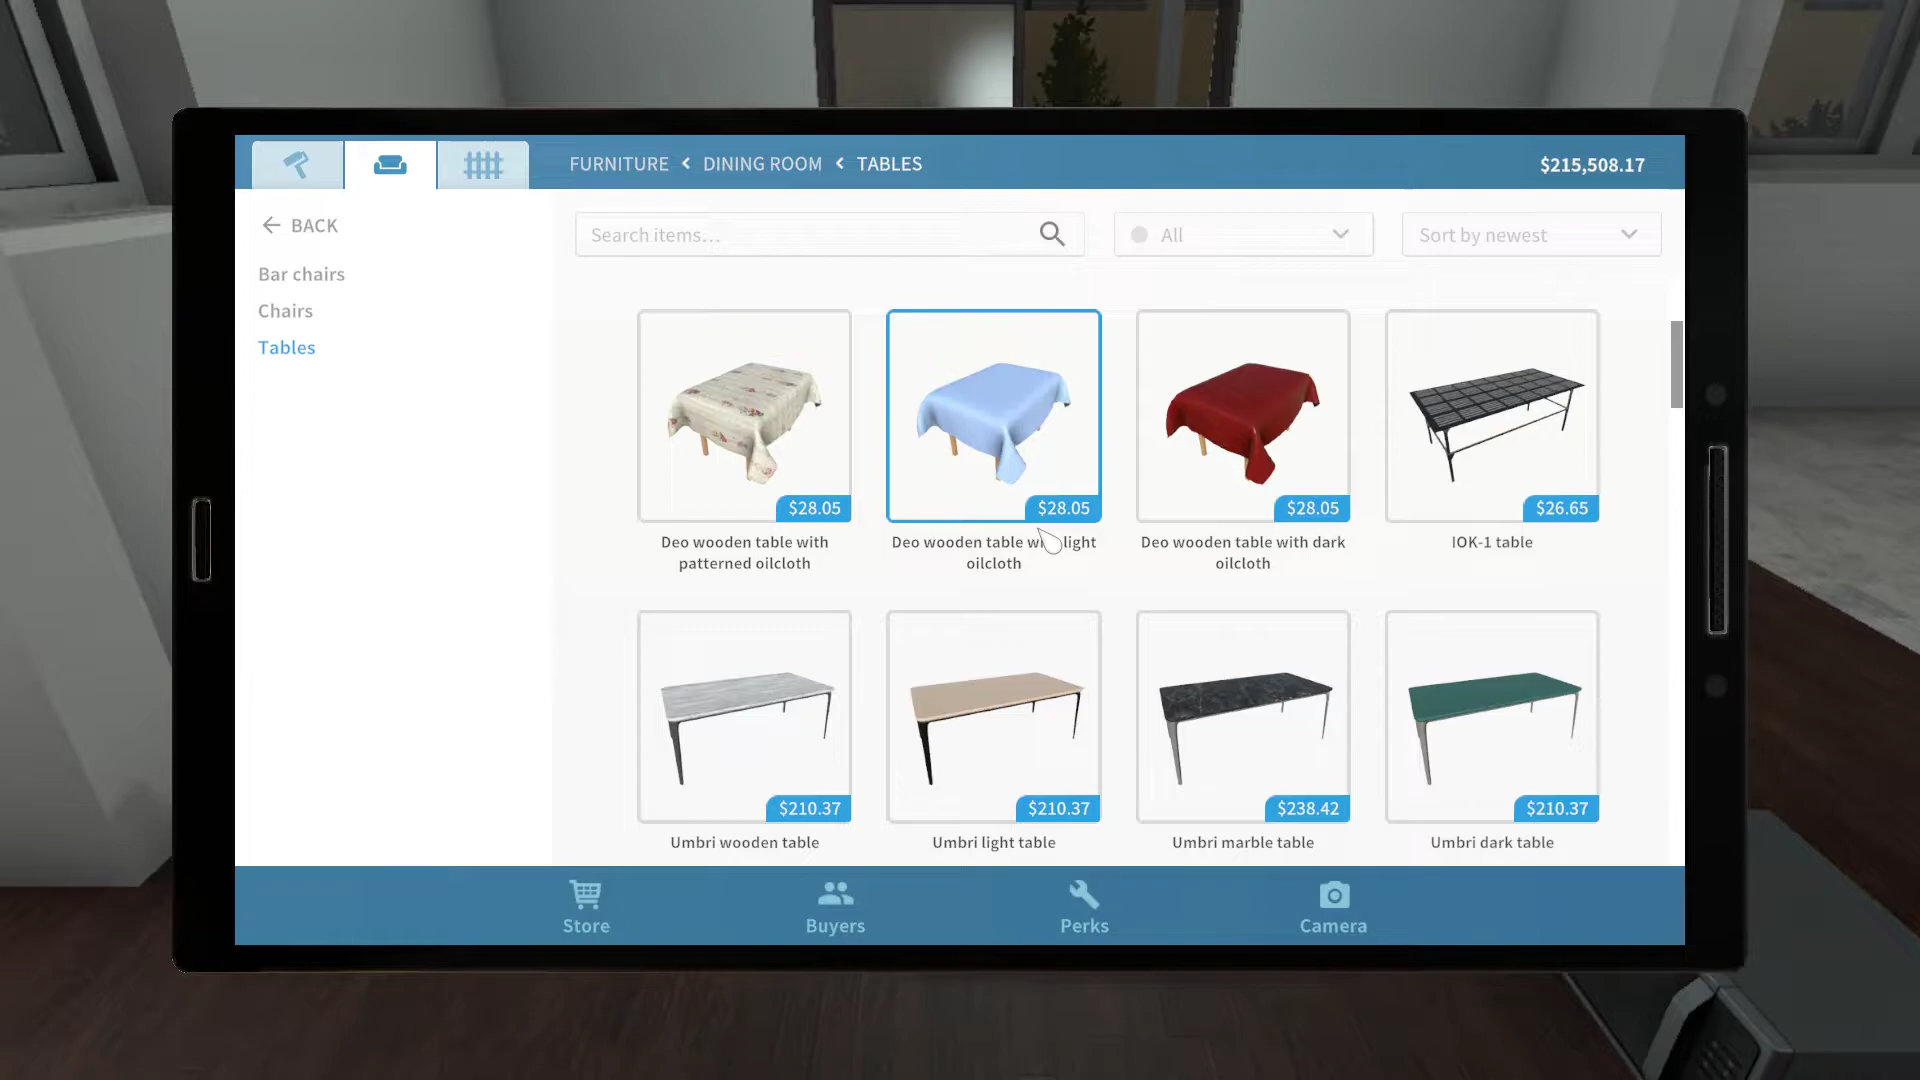 FURNITURE < DINING ROOM < TABLES
$215,508.17
BACK
Bar chairs
Chairs
Tables
Search items...
All
Sort by newest
$28.05
$28.05
$28.05
$26.65
Deo wooden table with
patterned oilcloth
Deo wooden table light
oilcloth
Deo wooden table with dark
oilcloth
IOK-1 table
$210.37
$210.37
$238.42
$210.37
Umbri wooden table
Umbri light table
Umbri marble table
Umbri dark table
Store
Buyers
Perks
Camera